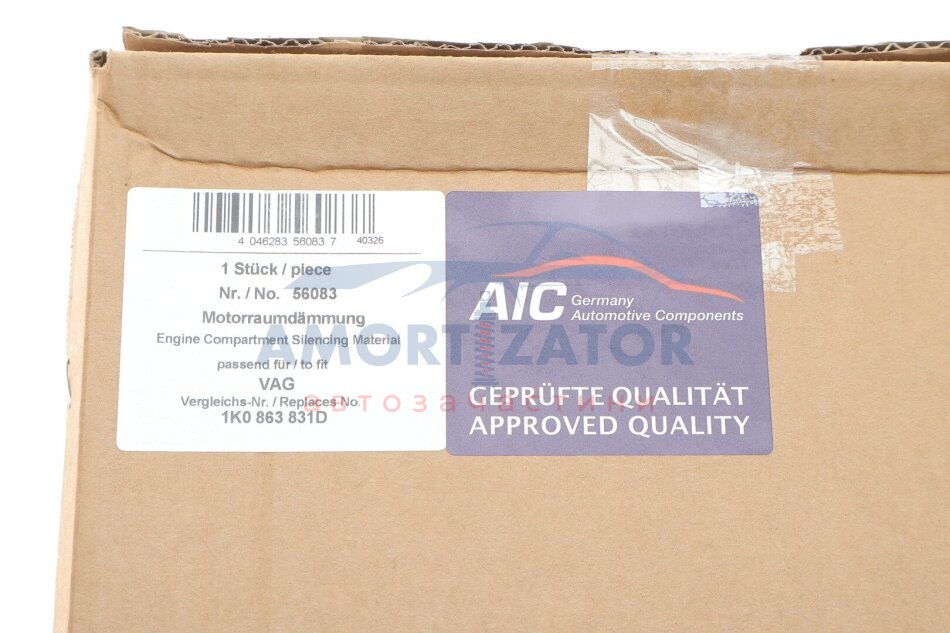 4 046283 56083 7 40326
1 Stück / piece
Nr. / No. 56083
Motorraumdämmung
Engine Compartment Silencing Material
passend für / to fit
VAG
Vergleichs-Nr. / Replaces No.
1K0 863 831D
AIC Germany
Automotive Components
GEPRÜFTE QUALITÄT
APPROVED QUALITY
AMORTIZATOR
автозапчастини